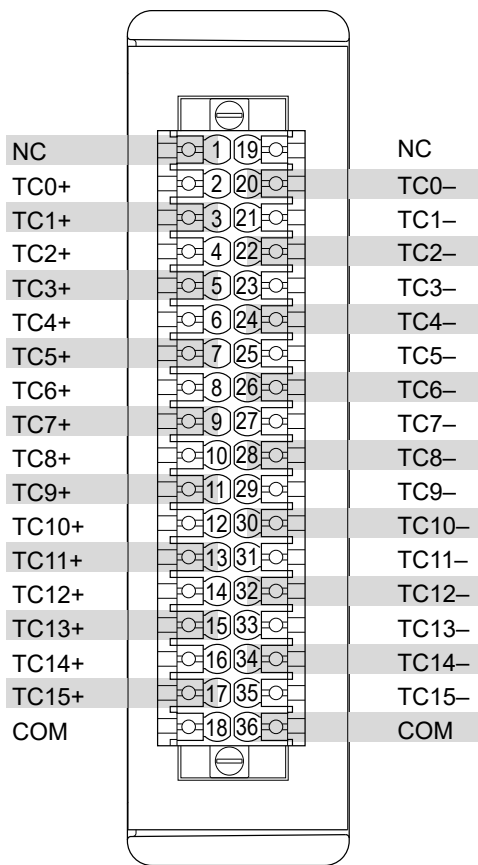 NC 1 19 NC
TC0+ 2 20 TC0–
TC1+ 3 21 TC1–
TC2+ 4 22 TC2–
TC3+ 5 23 TC3–
TC4+ 6 24 TC4–
TC5+ 7 25 TC5–
TC6+ 8 26 TC6–
TC7+ 9 27 TC7–
TC8+ 10 28 TC8–
TC9+ 11 29 TC9–
TC10+ 12 30 TC10–
TC11+ 13 31 TC11–
TC12+ 14 32 TC12–
TC13+ 15 33 TC13–
TC14+ 16 34 TC14–
TC15+ 17 35 TC15–
COM 18 36 COM